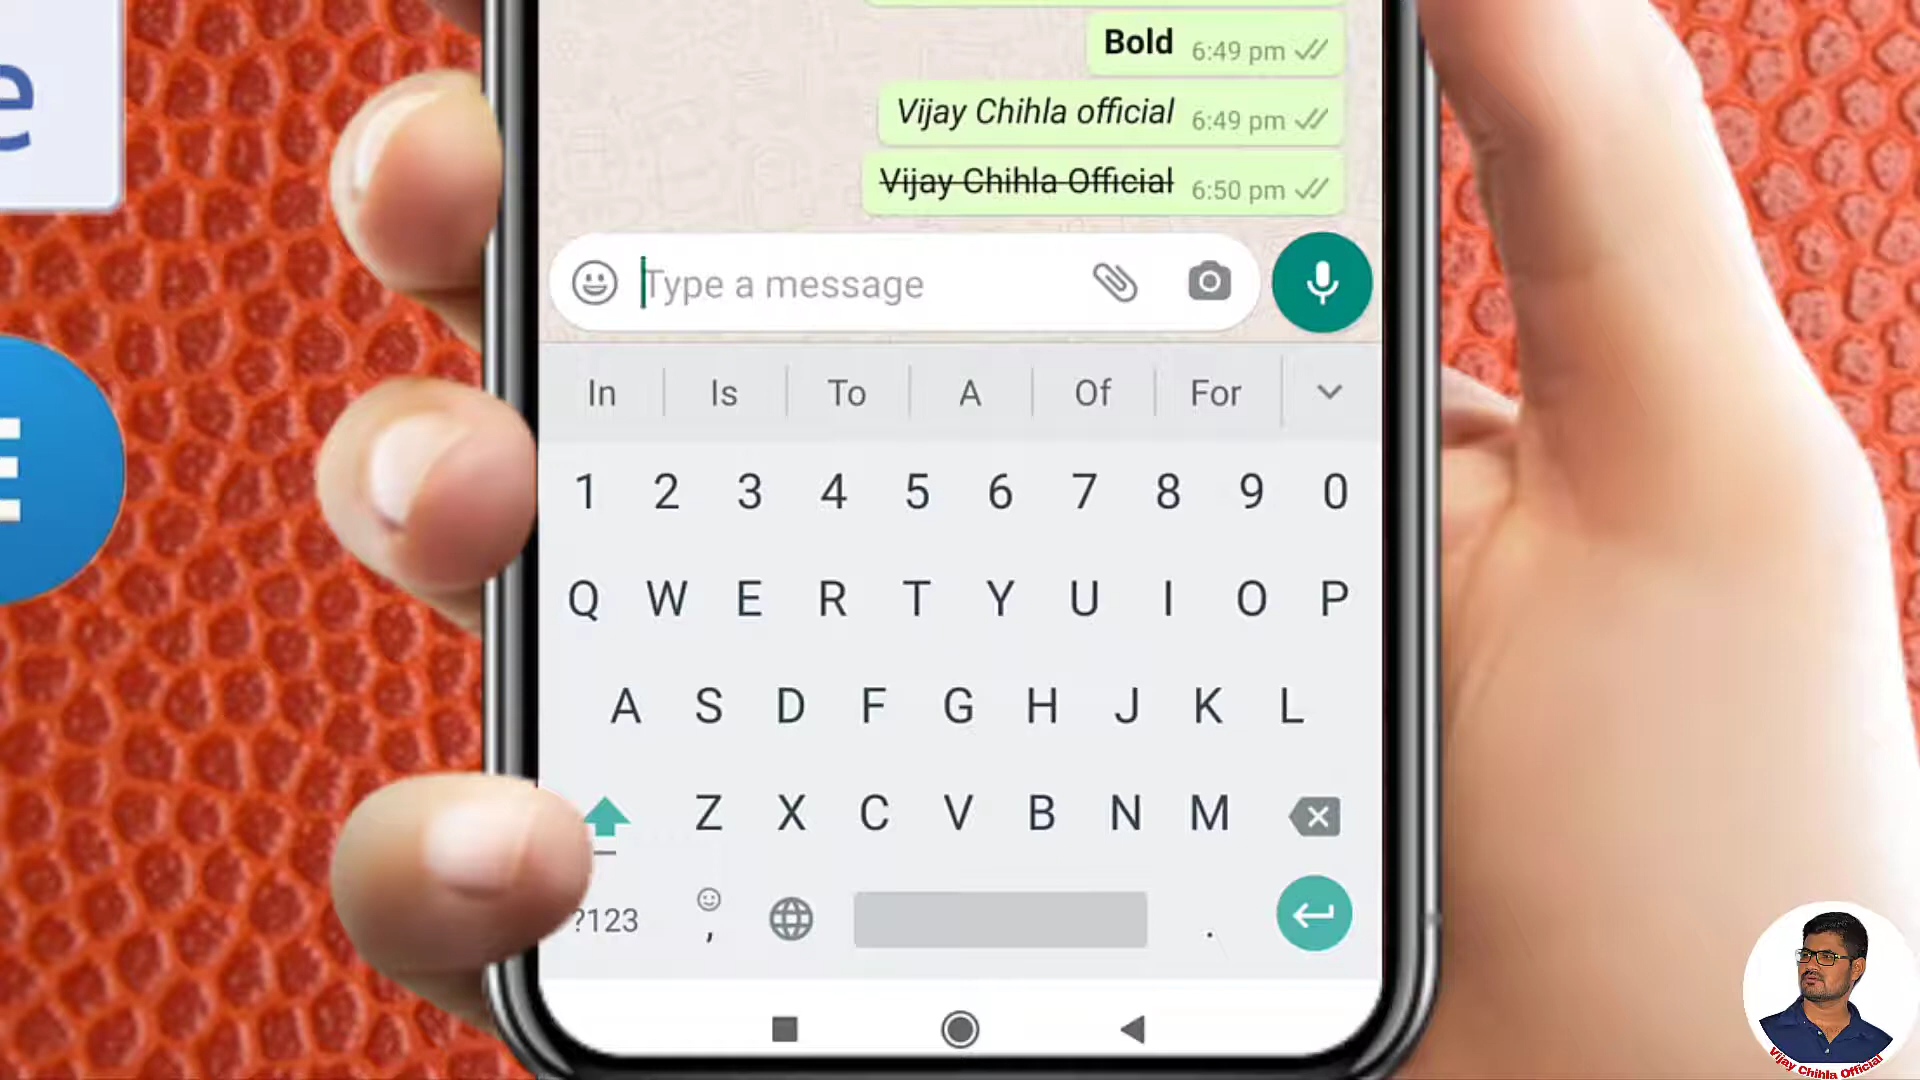 e
E
Bold 6:49 pm
Vijay Chihla official 6:49 pm
Vijay Chihla Official 6:50 pm
Type a message
In Is To A Of For
1 2 3 4 5 6 7 8 9 0
Q W E R T Y U I O P
A S D F G H J K L
Z X C V B N M
?123 , .
Vijay Chihla Official